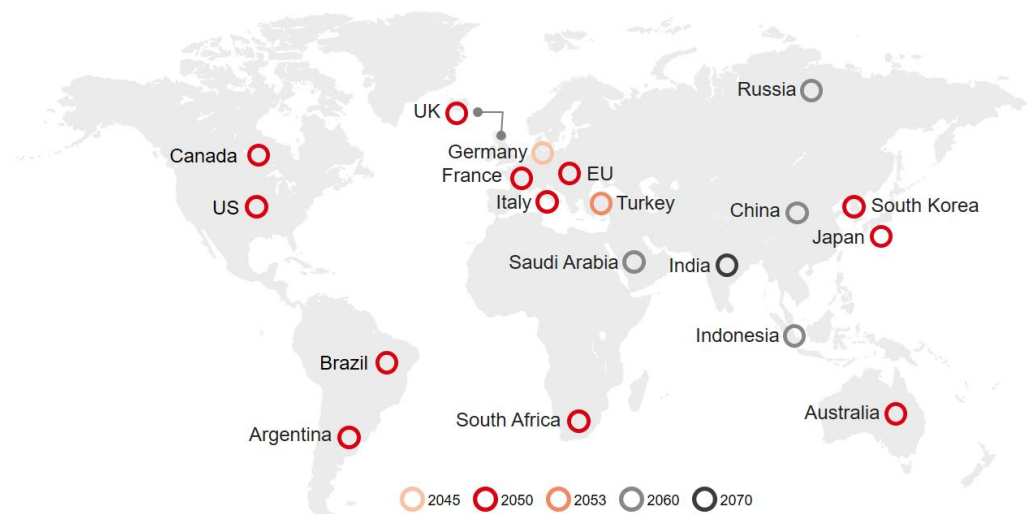 Russia
UK
Canada
Germany
France
EU
US
Italy
Turkey
China
South Korea
Japan
Saudi Arabia
India
Indonesia
Brazil
South Africa
Australia
Argentina
2045 2050 2053 2060 2070